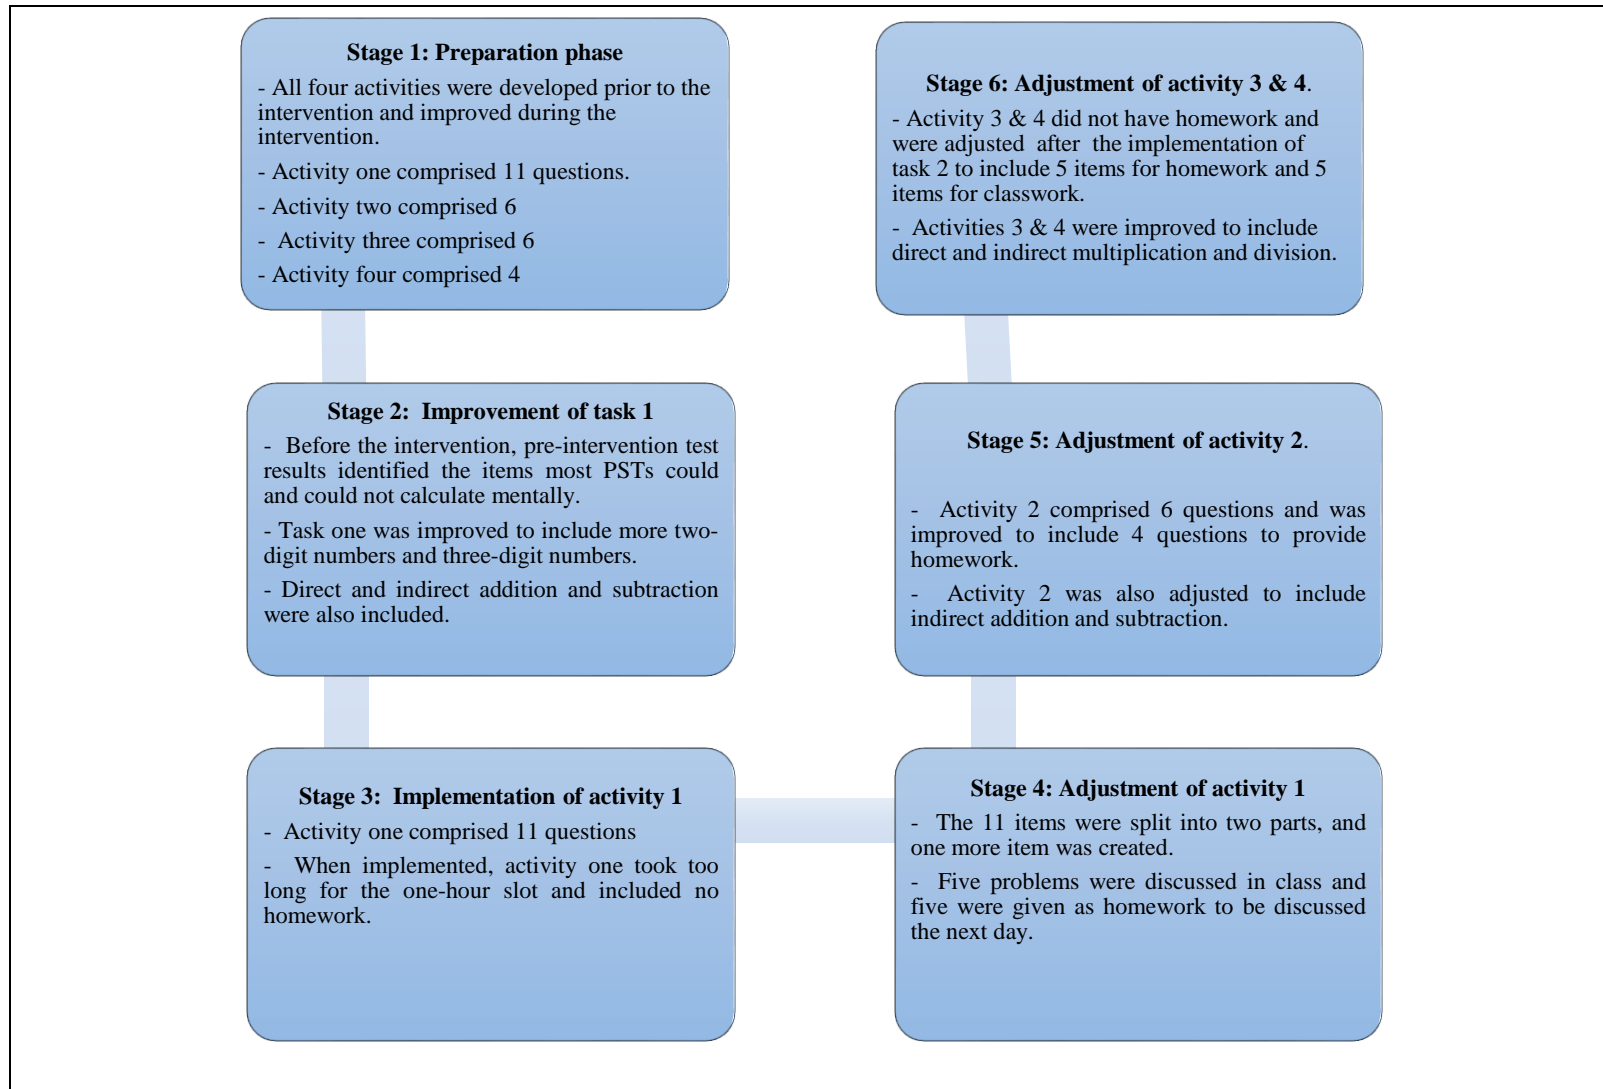 Stage 1: Preparation phase
- All four activities were developed prior to the
intervention and improved during the
intervention.
- Activity one comprised 11 questions.
- Activity two comprised 6
- Activity three comprised 6
- Activity four comprised 4
Stage 2: Improvement of task 1
- Before the intervention, pre-intervention test
results identified the items most PSTs could
and could not calculate mentally.
- Task one was improved to include more two-
digit numbers and three-digit numbers.
- Direct and indirect addition and subtraction
were also included.
Stage 3: Implementation of activity 1
- Activity one comprised 11 questions
- When implemented, activity one took too
long for the one-hour slot and included no
homework.
Stage 4: Adjustment of activity 1
- The 11 items were split into two parts, and
one more item was created.
- Five problems were discussed in class and
five were given as homework to be discussed
the next day.
Stage 5: Adjustment of activity 2.
- Activity 2 comprised 6 questions and was
improved to include 4 questions to provide
homework.
- Activity 2 was also adjusted to include
indirect addition and subtraction.
Stage 6: Adjustment of activity 3 & 4.
- Activity 3 & 4 did not have homework and
were adjusted after the implementation of
task 2 to include 5 items for homework and 5
items for classwork.
- Activities 3 & 4 were improved to include
direct and indirect multiplication and division.